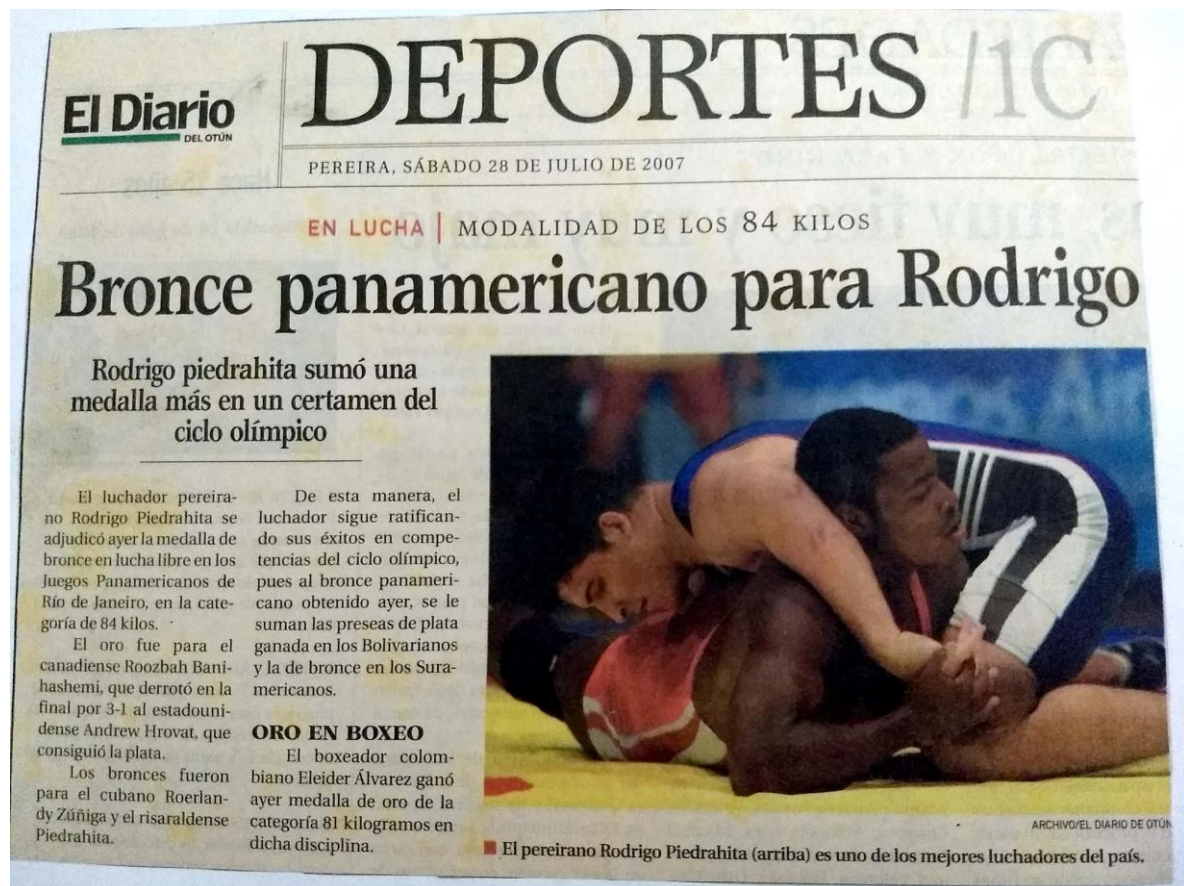 El Diario
DEL OTÚN
DEPORTES /1C
PEREIRA, SÁBADO 28 DE JULIO DE 2007
EN LUCHA | MODALIDAD DE LOS 84 KILOS
Bronce panamericano para Rodrigo
Rodrigo piedrahita sumó una
medalla más en un certamen del
ciclo olímpico
El luchador pereira-
no Rodrigo Piedrahita se
adjudicó ayer la medalla de
bronce en lucha libre en los
Juegos Panamericanos de
Río de Janeiro, en la cate-
goría de 84 kilos.
El oro fue para el
canadiense Roozbah Bani-
hashemi, que derrotó en la
final por 3-1 al estadouni-
dense Andrew Hrovat, que
consiguió la plata.
Los bronces fueron
para el cubano Roerlan-
dy Zúñiga y el risaraldense
Piedrahita.
De esta manera, el
luchador sigue ratifican-
do sus éxitos en compe-
tencias del ciclo olímpico,
pues al bronce panameri-
cano obtenido ayer, se le
suman las preseas de plata
ganada en los Bolivarianos
y la de bronce en los Sura-
mericanos.
ORO EN BOXEO
El boxeador colom-
biano Eleider Álvarez ganó
ayer medalla de oro de la
categoría 81 kilogramos en
dicha disciplina.
ARCHIVO/EL DIARIO DE OTÚN
El pereirano Rodrigo Piedrahita (arriba) es uno de los mejores luchadores del país.